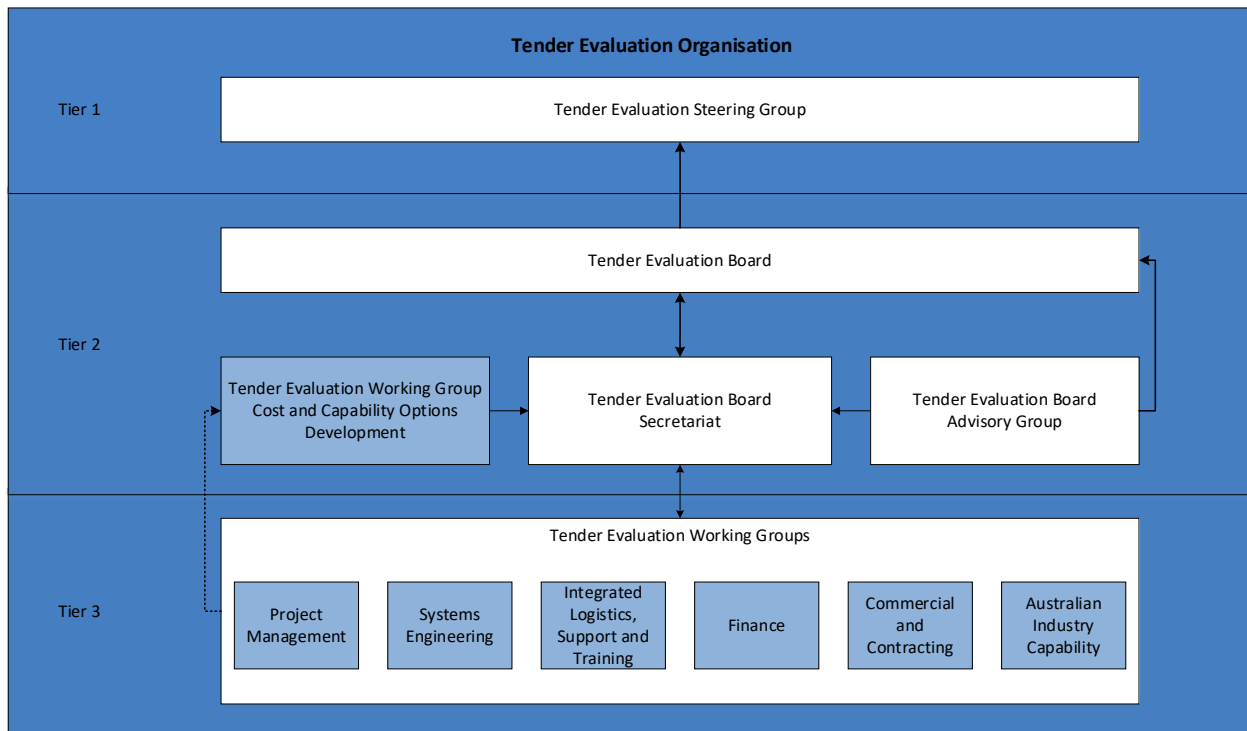 Tender Evaluation Organisation
Tier 1
Tender Evaluation Steering Group
Tender Evaluation Board
Tier 2
Tender Evaluation Working Group
Cost and Capability Options
Development
Tender Evaluation Board
Secretariat
Tender Evaluation Board
Advisory Group
Tender Evaluation Working Groups
Tier 3
Project
Management
Systems
Engineering
Integrated
Logistics,
Support and
Training
Finance
Commercial
and
Contracting
Australian
Industry
Capability